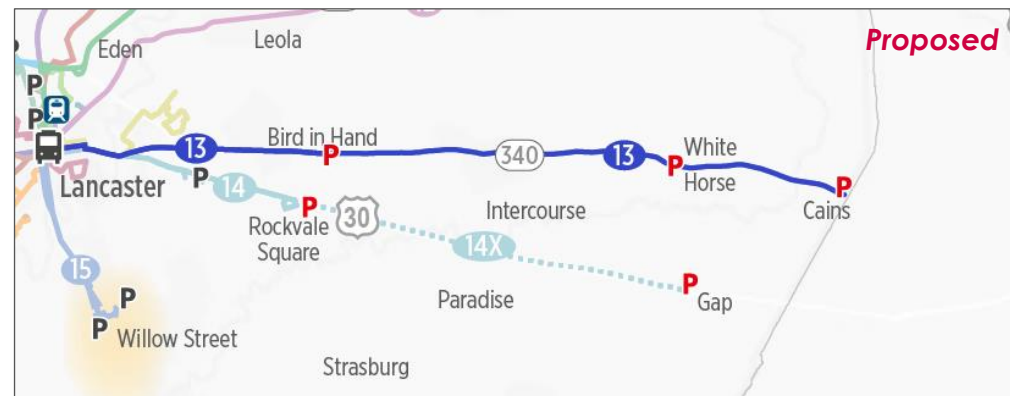 Proposed
Eden
Leola
P
P
13
Bird in Hand
P
340
13
P
White
Horse
P
Cains
Lancaster
P
14
P
Rockvale
Square
30
Intercourse
14X
P
Gap
15
P
P
Willow Street
Paradise
Strasburg